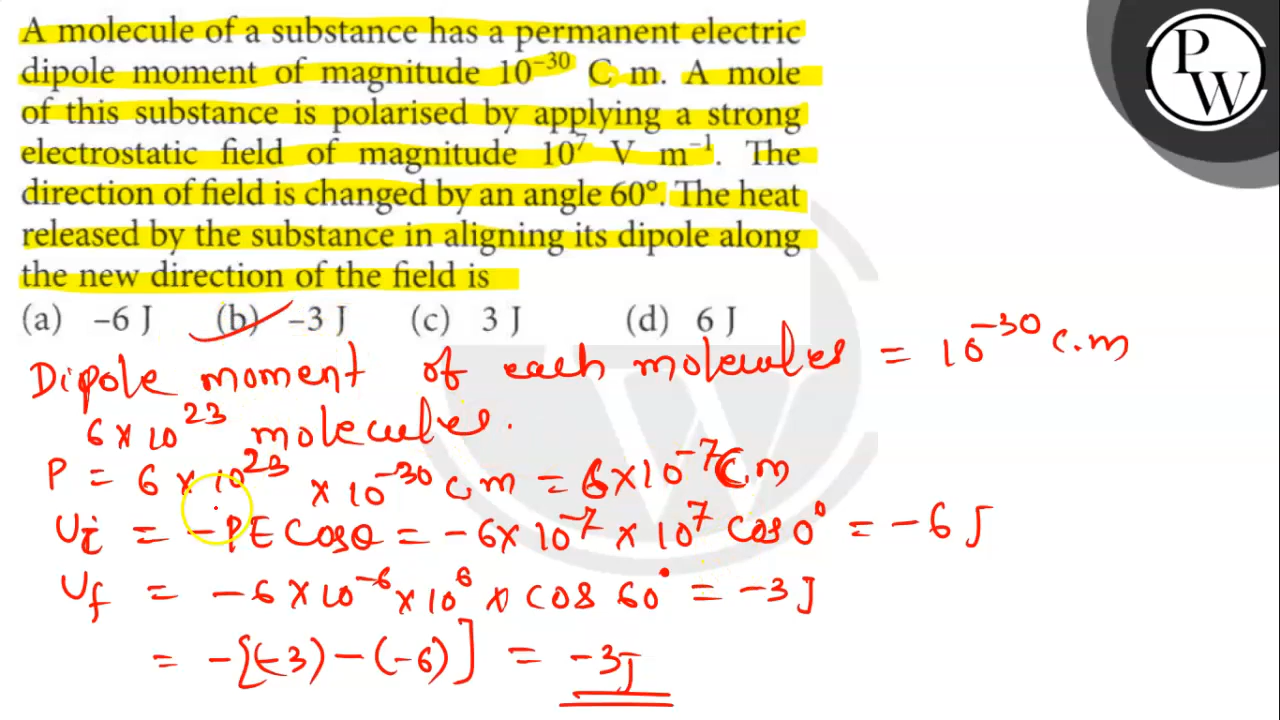 A molecule of a substance has a permanent electric
dipole moment of magnitude 10⁻³⁰ C m. A mole
of this substance is polarised by applying a strong
electrostatic field of magnitude 10⁷ V m⁻¹. The
direction of field is changed by an angle 60°. The heat
released by the substance in aligning its dipole along
the new direction of the field is
(a) –6 J (b) –3 J (c) 3 J (d) 6 J
Dipole moment of each molecules = 10⁻³⁰ C.m
6×10²³ molecules.
P = 6 × 10²³ × 10⁻³⁰ C m = 6×10⁻⁷ C m
Uᵢ = -PE Cosθ = -6×10⁻⁷ × 10⁷ cos 0° = -6 J
U_f = -6×10⁻⁶ × 10⁶ × cos 60° = -3 J
= -[(-3) - (-6)] = -3J
P W